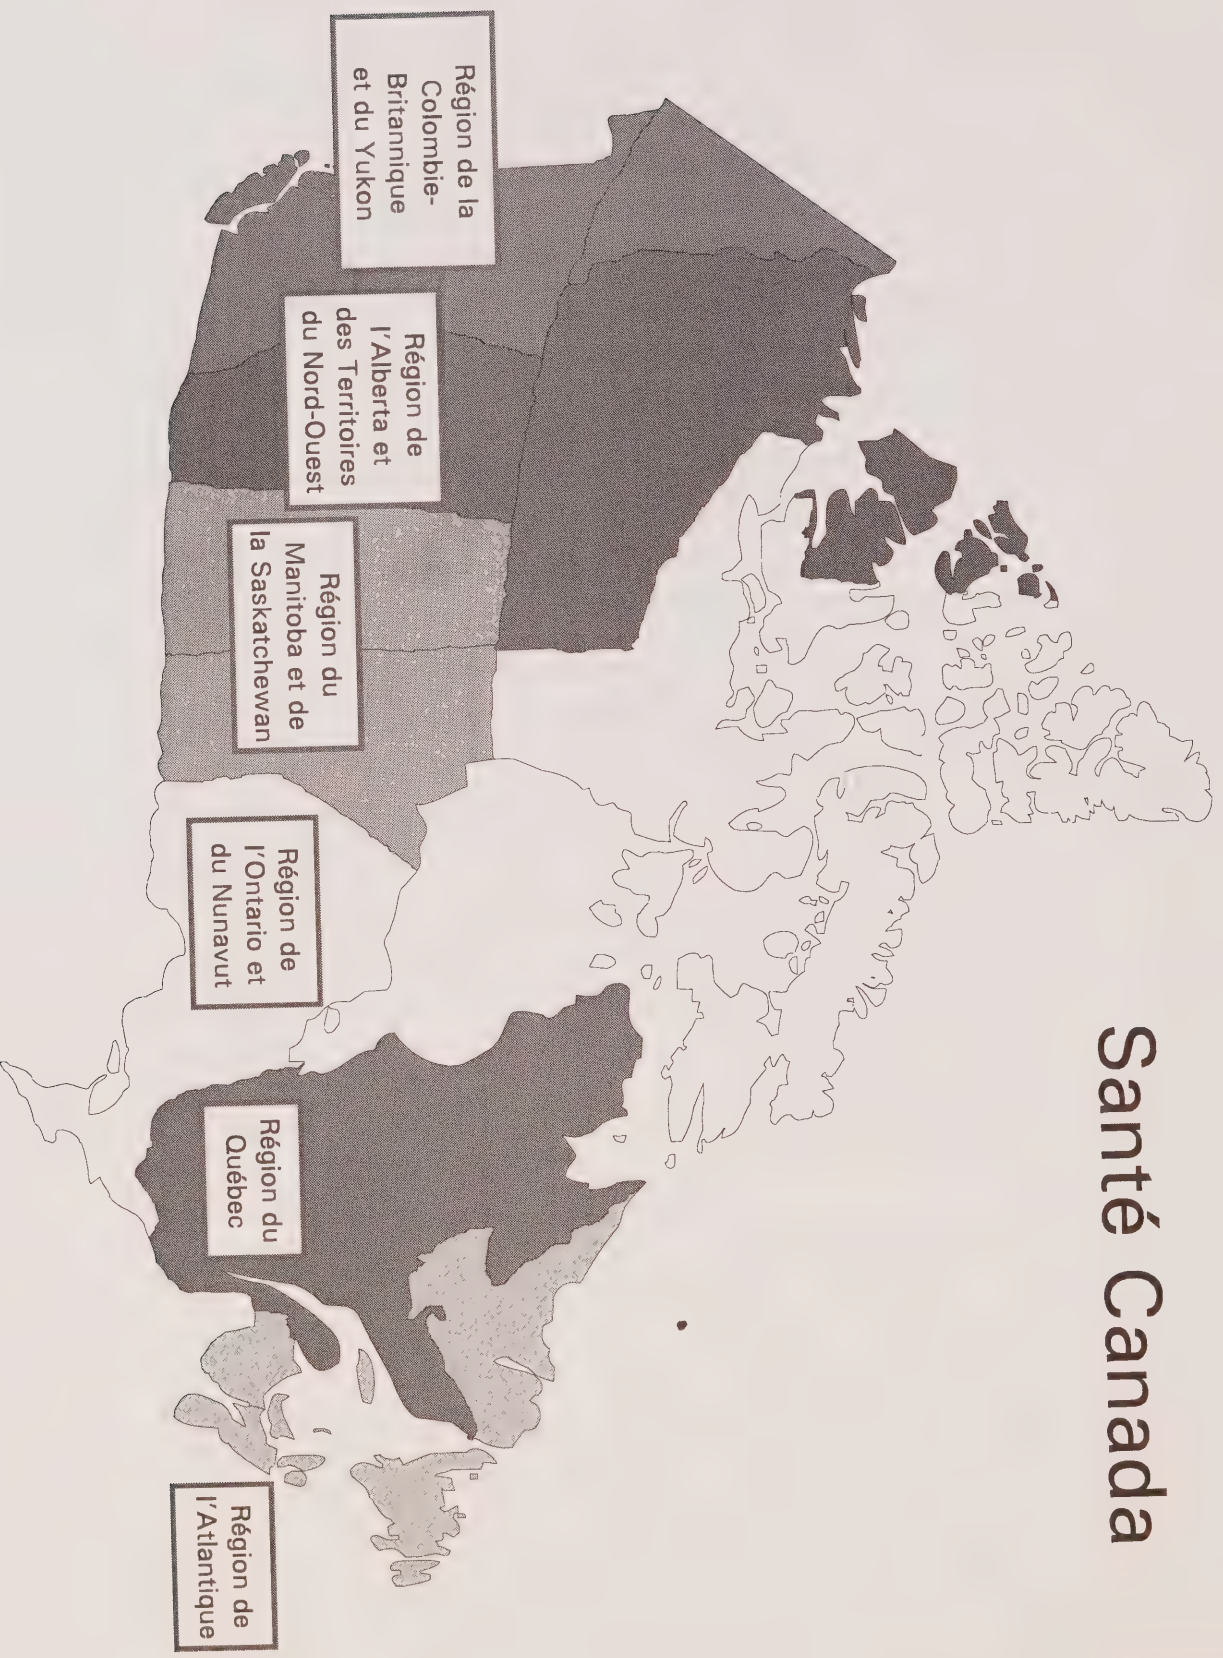 Santé Canada
Région de la
Colombie-
Britannique
et du Yukon
Région de
l'Alberta et
des Territoires
du Nord-Ouest
Région du
Manitoba et de
la Saskatchewan
Région de
l'Ontario et
du Nunavut
Région du
Québec
Région de
l'Atlantique